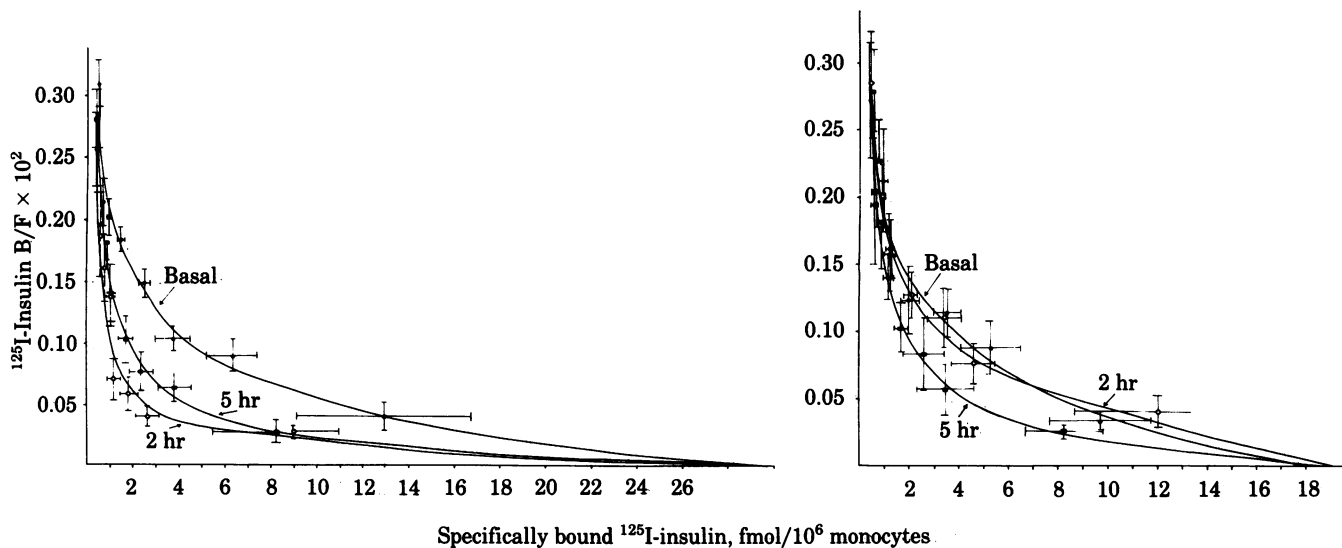 ¹²⁵I-Insulin B/F × 10²
0.30
0.25
0.20
0.15
0.10
0.05
Basal
5 hr
2 hr
2 4 6 8 10 12 14 16 18 20 22 24 26
0.30
0.25
0.20
0.15
0.10
0.05
Basal
2 hr
5 hr
2 4 6 8 10 12 14 16 18
Specifically bound ¹²⁵I-insulin, fmol/10⁶ monocytes